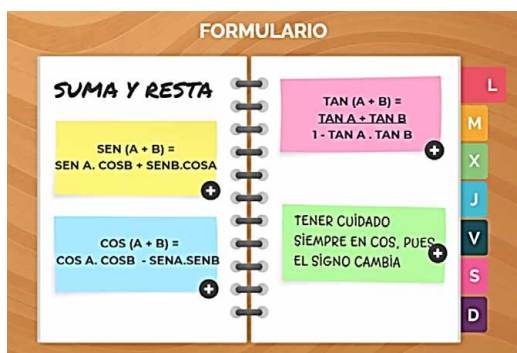 FORMULARIO
SUMA Y RESTA
SEN (A + B) =
SEN A. COSB + SENB.COSA
COS (A + B) =
COS A. COSB - SENA.SENB
TAN (A + B) =
TAN A + TAN B
1 - TAN A . TAN B
TENER CUIDADO
SIEMPRE EN COS, PUES
EL SIGNO CAMBIA
L
M
X
J
V
S
D